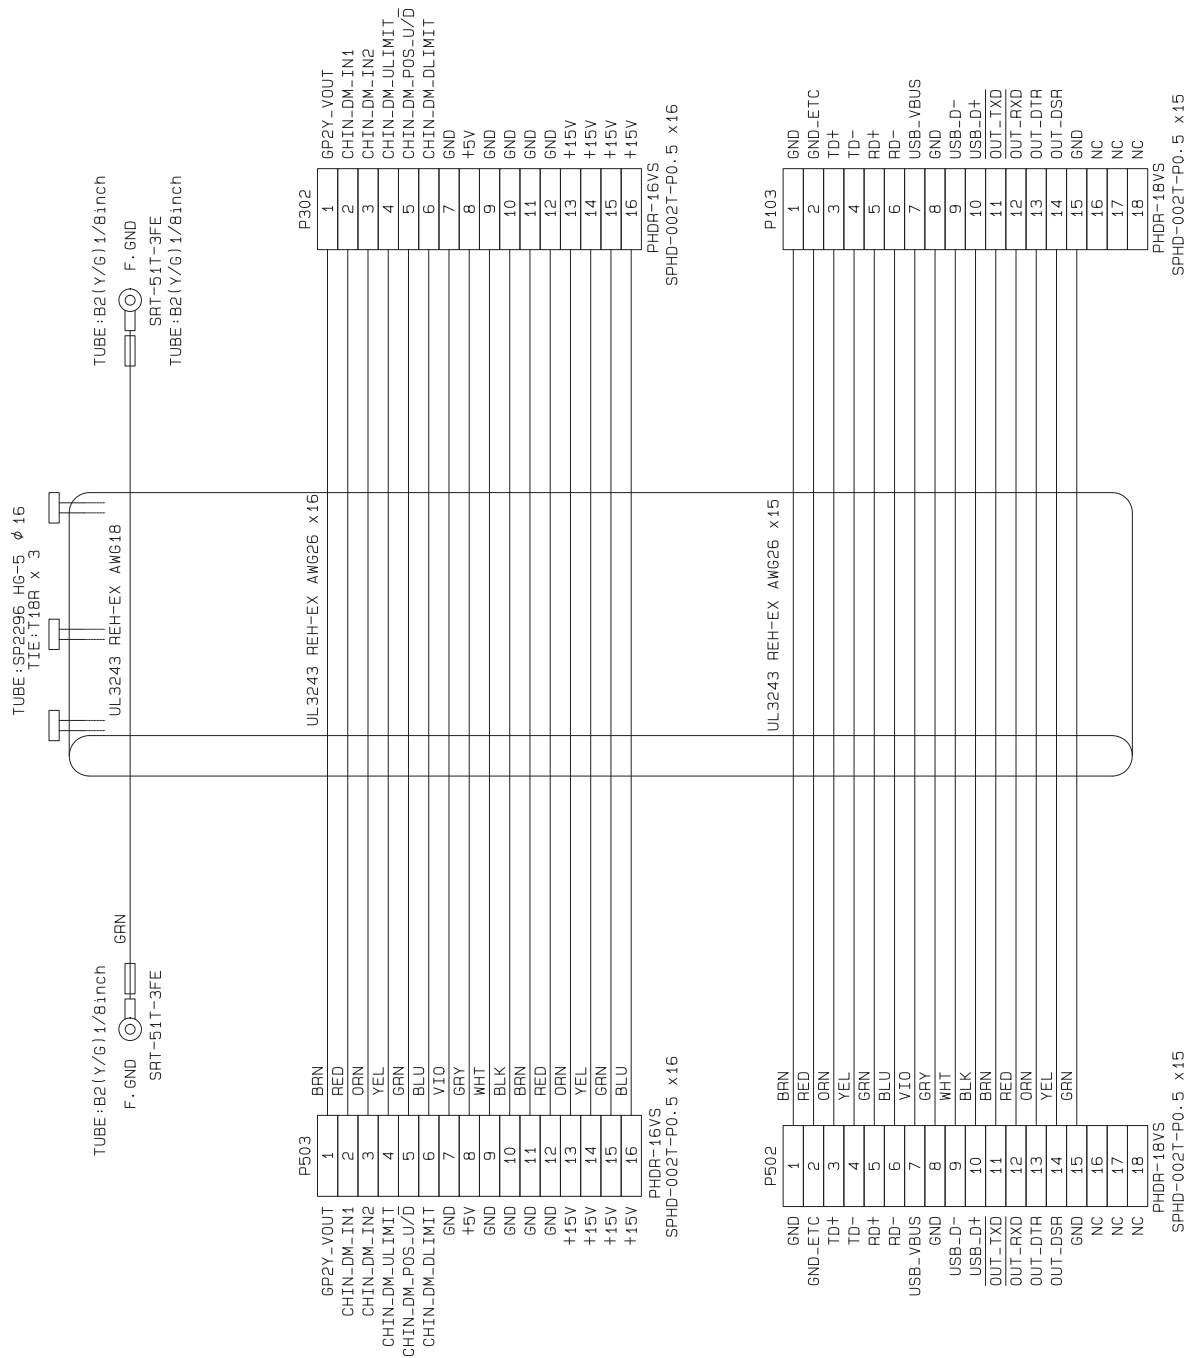 TUBE:SP2296 HG-5 φ16
TIE:T18R x 3
TUBE:B2(Y/G)1/8inch
F.GND
SRT-51T-3FE
GRN
UL3243 REH-EX AWG18
TUBE:B2(Y/G)1/8inch
F.GND
SRT-51T-3FE
TUBE:B2(Y/G)1/8inch
P503
GP2Y_VOUT 1 BRN
CHIN_DM_IN1 2 RED
CHIN_DM_IN2 3 ORN
CHIN_DM_ULIMIT 4 YEL
CHIN_DM_POS_U/D̅ 5 GRN
CHIN_DM_DLIMIT 6 BLU
GND 7 VIO
+5V 8 GRY
GND 9 WHT
GND 10 BLK
GND 11 BRN
GND 12 RED
+15V 13 ORN
+15V 14 YEL
+15V 15 GRN
+15V 16 BLU
PHDR-16VS
SPHD-002T-P0.5 x16
UL3243 REH-EX AWG26 x16
P302
1 GP2Y_VOUT
2 CHIN_DM_IN1
3 CHIN_DM_IN2
4 CHIN_DM_ULIMIT
5 CHIN_DM_POS_U/D̅
6 CHIN_DM_DLIMIT
7 GND
8 +5V
9 GND
10 GND
11 GND
12 GND
13 +15V
14 +15V
15 +15V
16 +15V
PHDR-16VS
SPHD-002T-P0.5 x16
P502
GND 1 BRN
GND_ETC 2 RED
TD+ 3 ORN
TD- 4 YEL
RD+ 5 GRN
RD- 6 BLU
USB_VBUS 7 VIO
GND 8 GRY
USB_D- 9 WHT
USB_D+ 10 BLK
OUT_TXD 11 BRN
OUT_RXD 12 RED
OUT_DTR 13 ORN
OUT_DSR 14 YEL
GND 15 GRN
NC 16
NC 17
NC 18
PHDR-18VS
SPHD-002T-P0.5 x15
UL3243 REH-EX AWG26 x15
P103
1 GND
2 GND_ETC
3 TD+
4 TD-
5 RD+
6 RD-
7 USB_VBUS
8 GND
9 USB_D-
10 USB_D+
11 OUT_TXD
12 OUT_RXD
13 OUT_DTR
14 OUT_DSR
15 GND
16 NC
17 NC
18 NC
PHDR-18VS
SPHD-002T-P0.5 x15